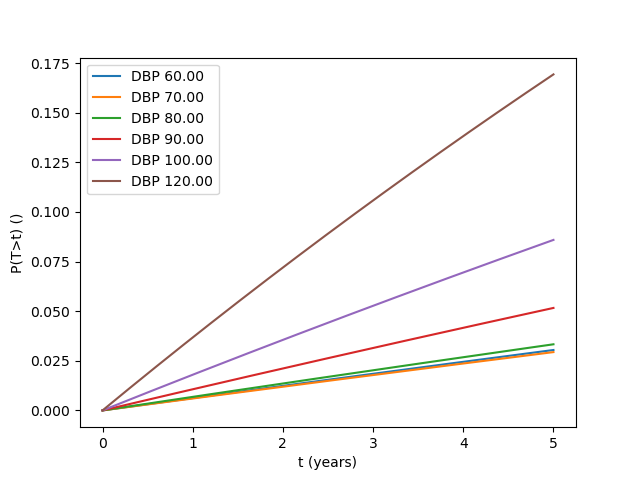 DBP 60.00
DBP 70.00
DBP 80.00
DBP 90.00
DBP 100.00
DBP 120.00
0.175
0.150
0.125
0.100
0.075
0.050
0.025
0.000
P(T>t) ()
0 1 2 3 4 5
t (years)